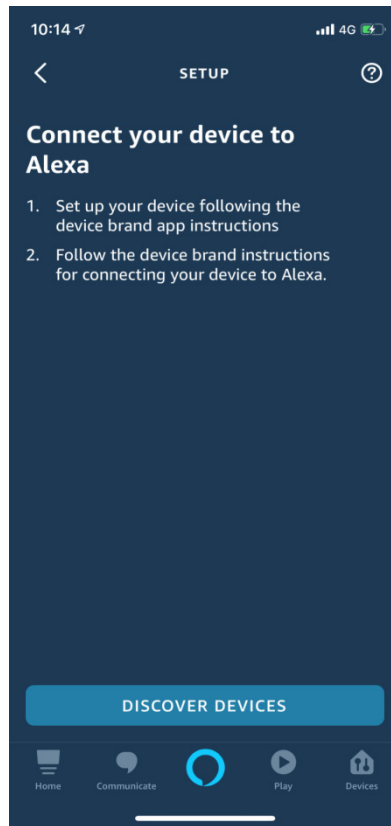 10:14
4G
SETUP
Connect your device to
Alexa
1. Set up your device following the
device brand app instructions
2. Follow the device brand instructions
for connecting your device to Alexa.
DISCOVER DEVICES
Home
Communicate
Play
Devices